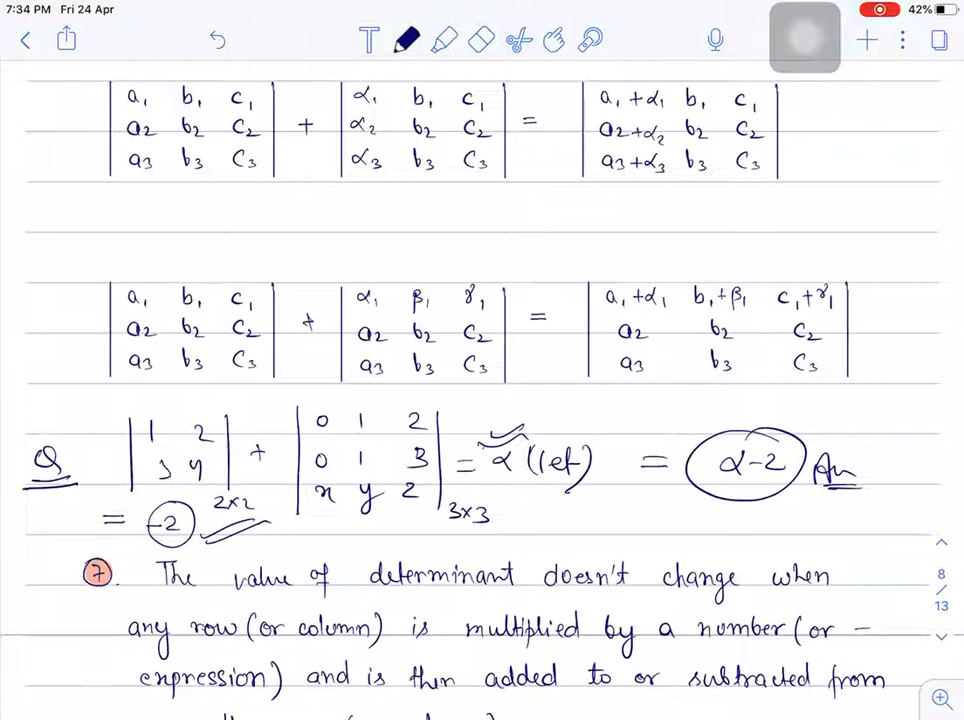 7:34 PM Fri 24 Apr 42%
T
| a₁ b₁ c₁ | + | α₁ b₁ c₁ | = | a₁+α₁ b₁ c₁ |
| a₂ b₂ c₂ | | α₂ b₂ c₂ | | a₂+α₂ b₂ c₂ |
| a₃ b₃ c₃ | | α₃ b₃ c₃ | | a₃+α₃ b₃ c₃ |
| a₁ b₁ c₁ | + | α₁ β₁ γ₁ | = | a₁+α₁ b₁+β₁ c₁+γ₁ |
| a₂ b₂ c₂ | | a₂ b₂ c₂ | | a₂ b₂ c₂ |
| a₃ b₃ c₃ | | a₃ b₃ c₃ | | a₃ b₃ c₃ |
| 1 2 | | 0 1 2 |
Q | 3 4 | + | 0 1 3 | = α (let) = α-2 An
2×2 | x y 2 | 3×3
= -2
7. The value of determinant doesn't change when
8
/
13
any row (or column) is multiplied by a number (or -
expression) and is then added to or subtracted from